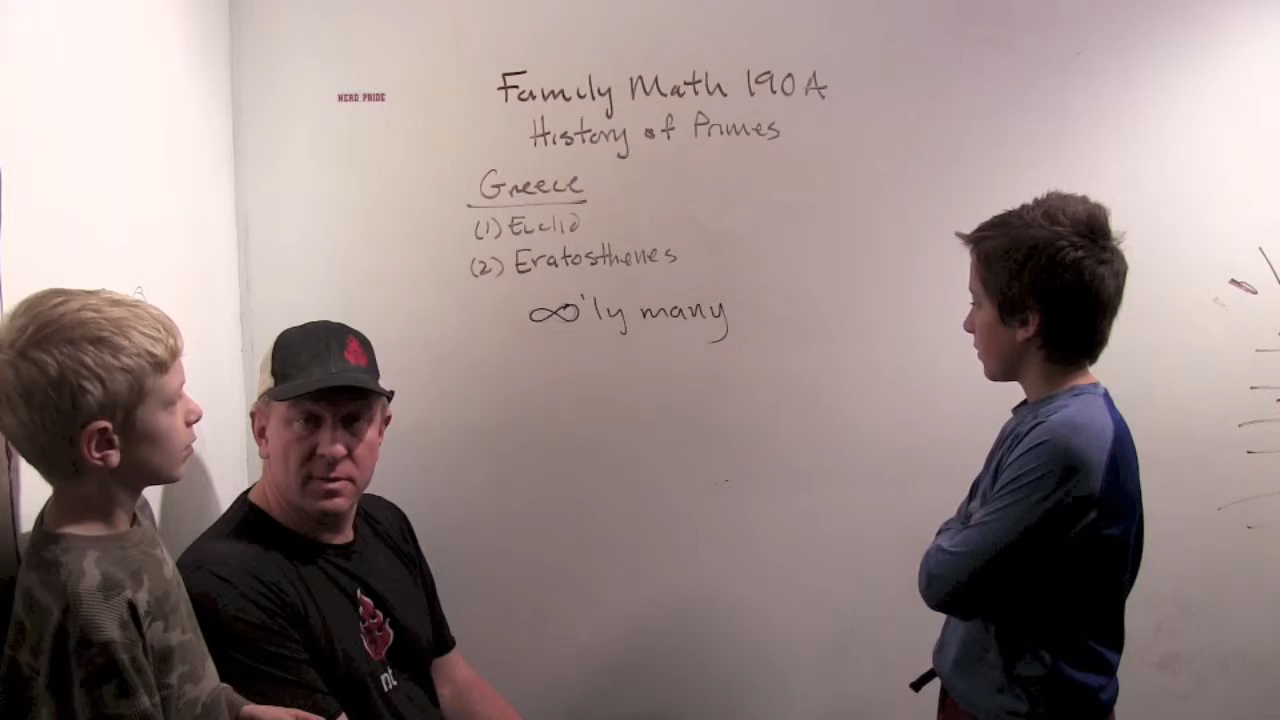 NERD PRIDE
Family Math 190A
History of Primes
Greece
(1) Euclid
(2) Eratosthenes
∞'ly many